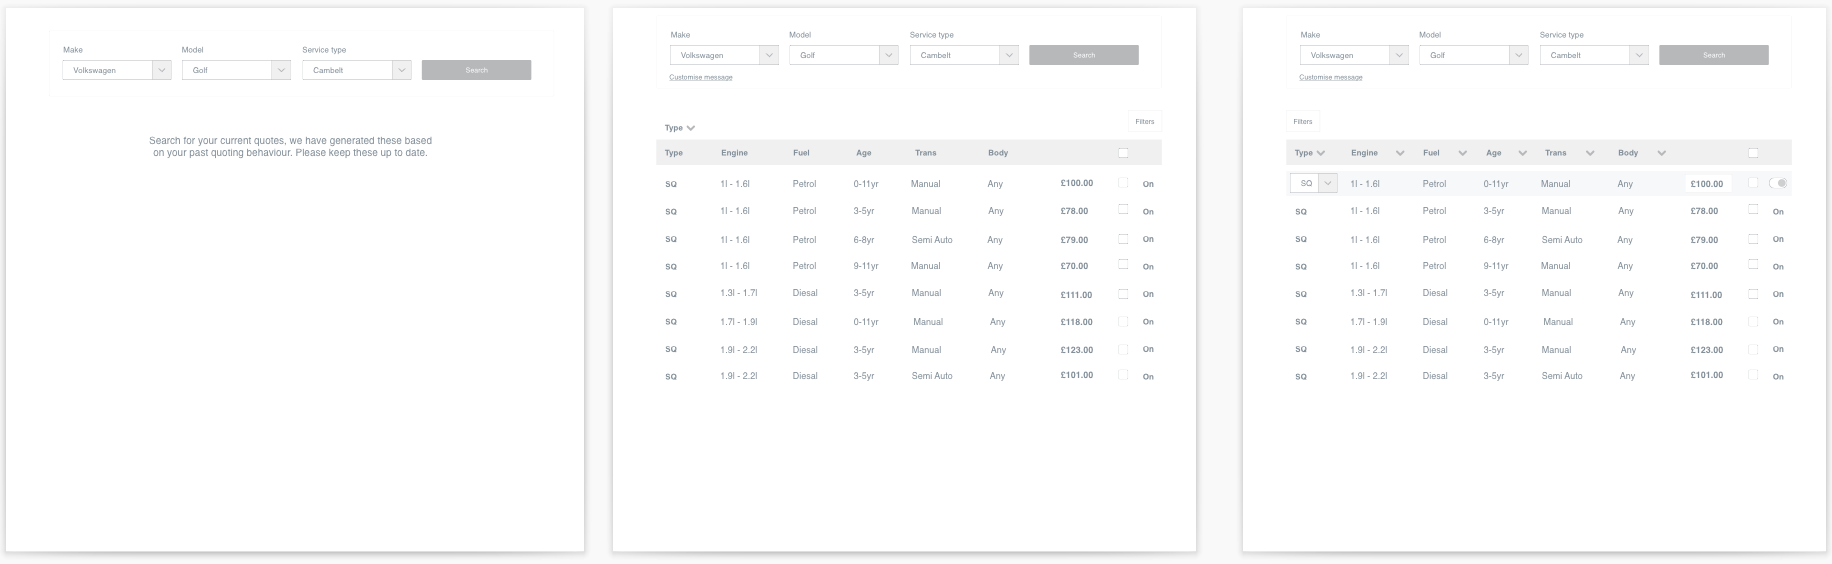 Make Model Service type
Volkswagen Golf Cambelt Search
Search for your current quotes, we have generated these based
on your past quoting behaviour. Please keep these up to date.
Make Model Service type
Volkswagen Golf Cambelt Search
Customise message
Filters
Type
Type Engine Fuel Age Trans Body
SQ 1l - 1.6l Petrol 0-11yr Manual Any £100.00 On
SQ 1l - 1.6l Petrol 3-5yr Manual Any £78.00 On
SQ 1l - 1.6l Petrol 6-8yr Semi Auto Any £79.00 On
SQ 1l - 1.6l Petrol 9-11yr Manual Any £70.00 On
SQ 1.3l - 1.7l Diesal 3-5yr Manual Any £111.00 On
SQ 1.7l - 1.9l Diesal 0-11yr Manual Any £118.00 On
SQ 1.9l - 2.2l Diesal 3-5yr Manual Any £123.00 On
SQ 1.9l - 2.2l Diesal 3-5yr Semi Auto Any £101.00 On
Make Model Service type
Volkswagen Golf Cambelt Search
Customise message
Filters
Type Engine Fuel Age Trans Body
SQ 1l - 1.6l Petrol 0-11yr Manual Any £100.00
SQ 1l - 1.6l Petrol 3-5yr Manual Any £78.00 On
SQ 1l - 1.6l Petrol 6-8yr Semi Auto Any £79.00 On
SQ 1l - 1.6l Petrol 9-11yr Manual Any £70.00 On
SQ 1.3l - 1.7l Diesal 3-5yr Manual Any £111.00 On
SQ 1.7l - 1.9l Diesal 0-11yr Manual Any £118.00 On
SQ 1.9l - 2.2l Diesal 3-5yr Manual Any £123.00 On
SQ 1.9l - 2.2l Diesal 3-5yr Semi Auto Any £101.00 On